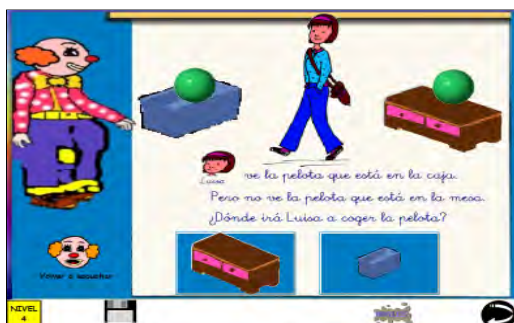 Luisa ve la pelota que está en la caja.
Pero no ve la pelota que está en la mesa.
¿Dónde irá Luisa a coger la pelota?
Volver a escuchar
NIVEL
4